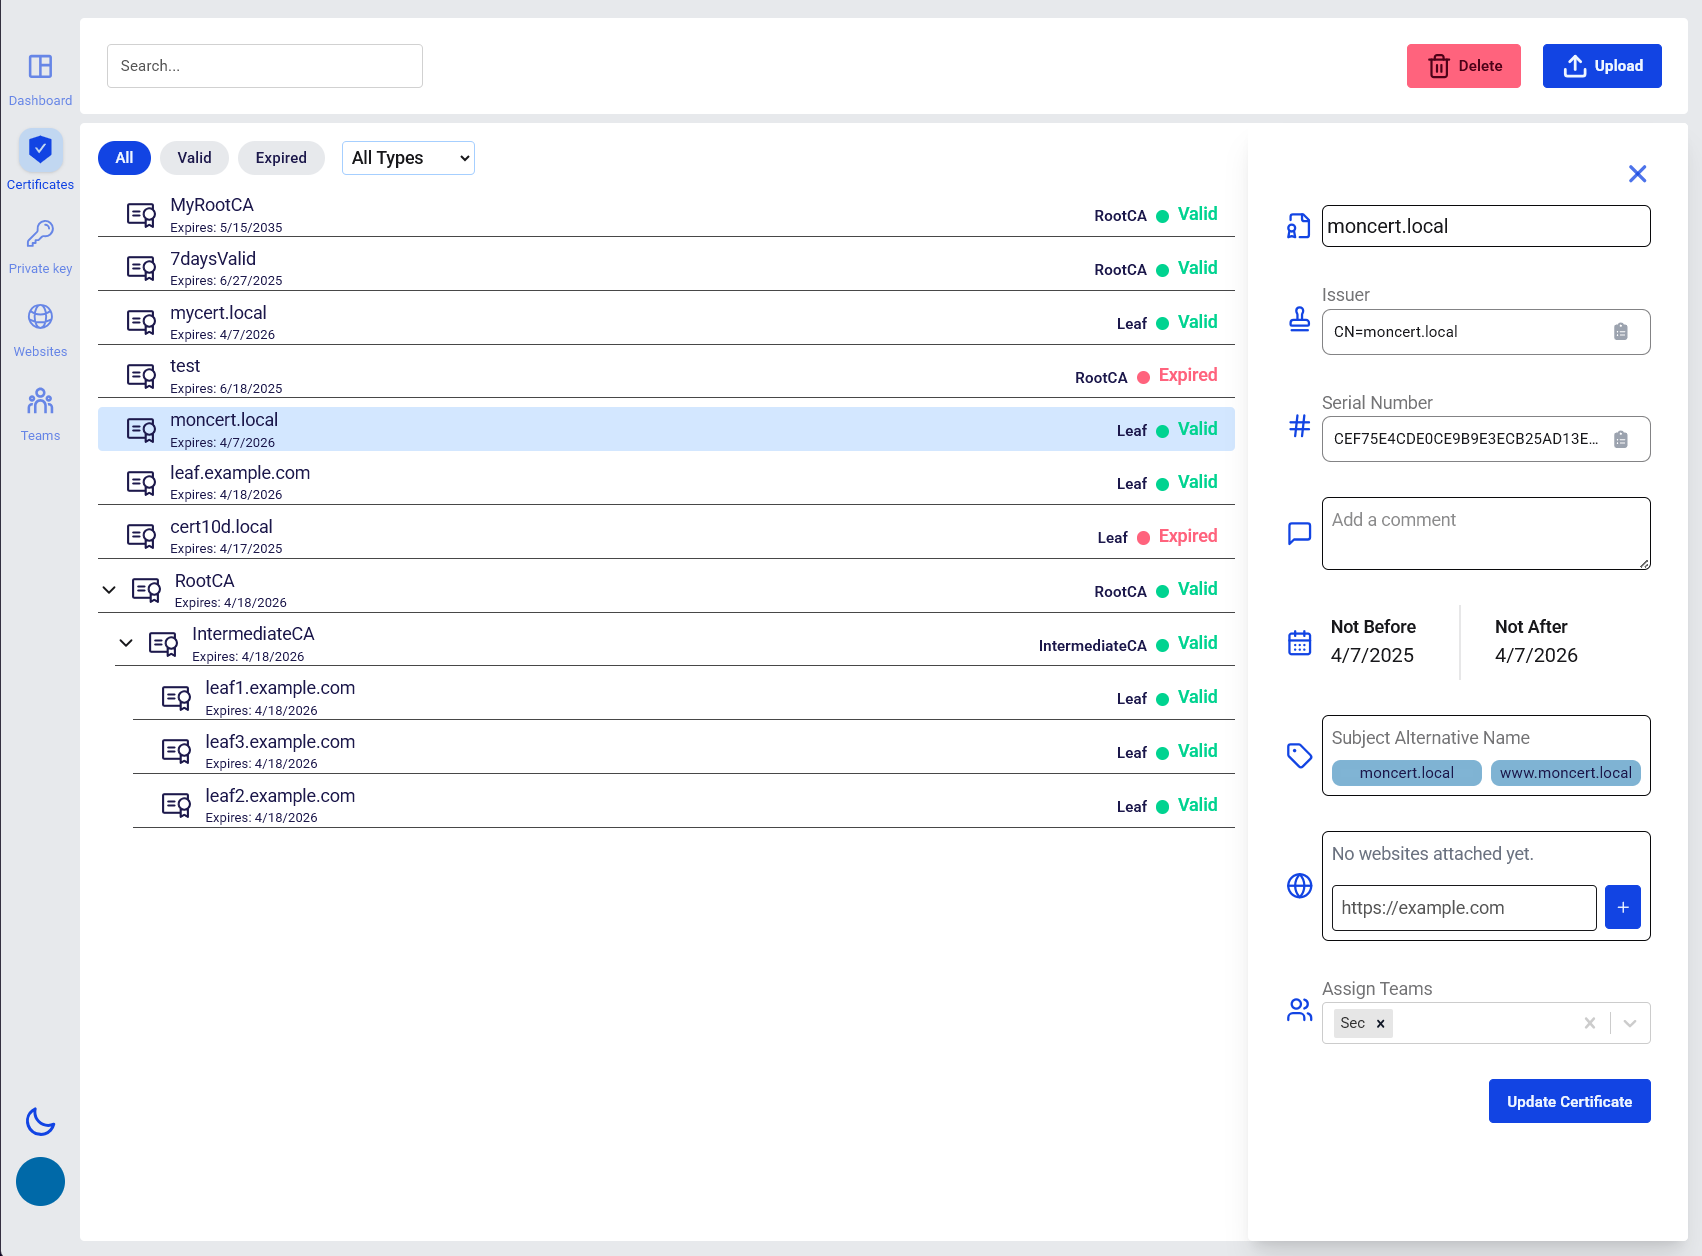 Dashboard
Certificates
Private key
Websites
Teams
Search...
Delete
Upload
All
Valid
Expired
All Types
MyRootCA
Expires: 5/15/2035
RootCA Valid
7daysValid
Expires: 6/27/2025
RootCA Valid
mycert.local
Expires: 4/7/2026
Leaf Valid
test
Expires: 6/18/2025
RootCA Expired
moncert.local
Expires: 4/7/2026
Leaf Valid
leaf.example.com
Expires: 4/18/2026
Leaf Valid
cert10d.local
Expires: 4/17/2025
Leaf Expired
RootCA
Expires: 4/18/2026
RootCA Valid
IntermediateCA
Expires: 4/18/2026
IntermediateCA Valid
leaf1.example.com
Expires: 4/18/2026
Leaf Valid
leaf3.example.com
Expires: 4/18/2026
Leaf Valid
leaf2.example.com
Expires: 4/18/2026
Leaf Valid
moncert.local
Issuer
CN=moncert.local
Serial Number
CEF75E4CDE0CE9B9E3ECB25AD13E...
Add a comment
Not Before
4/7/2025
Not After
4/7/2026
Subject Alternative Name
moncert.local
www.moncert.local
No websites attached yet.
https://example.com
+
Assign Teams
Sec
Update Certificate